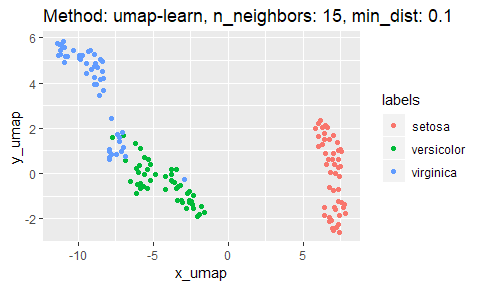 Method: umap-learn, n_neighbors: 15, min_dist: 0.1
6
4
2
0
-2
y_umap
-10
-5
0
5
x_umap
labels
setosa
versicolor
virginica